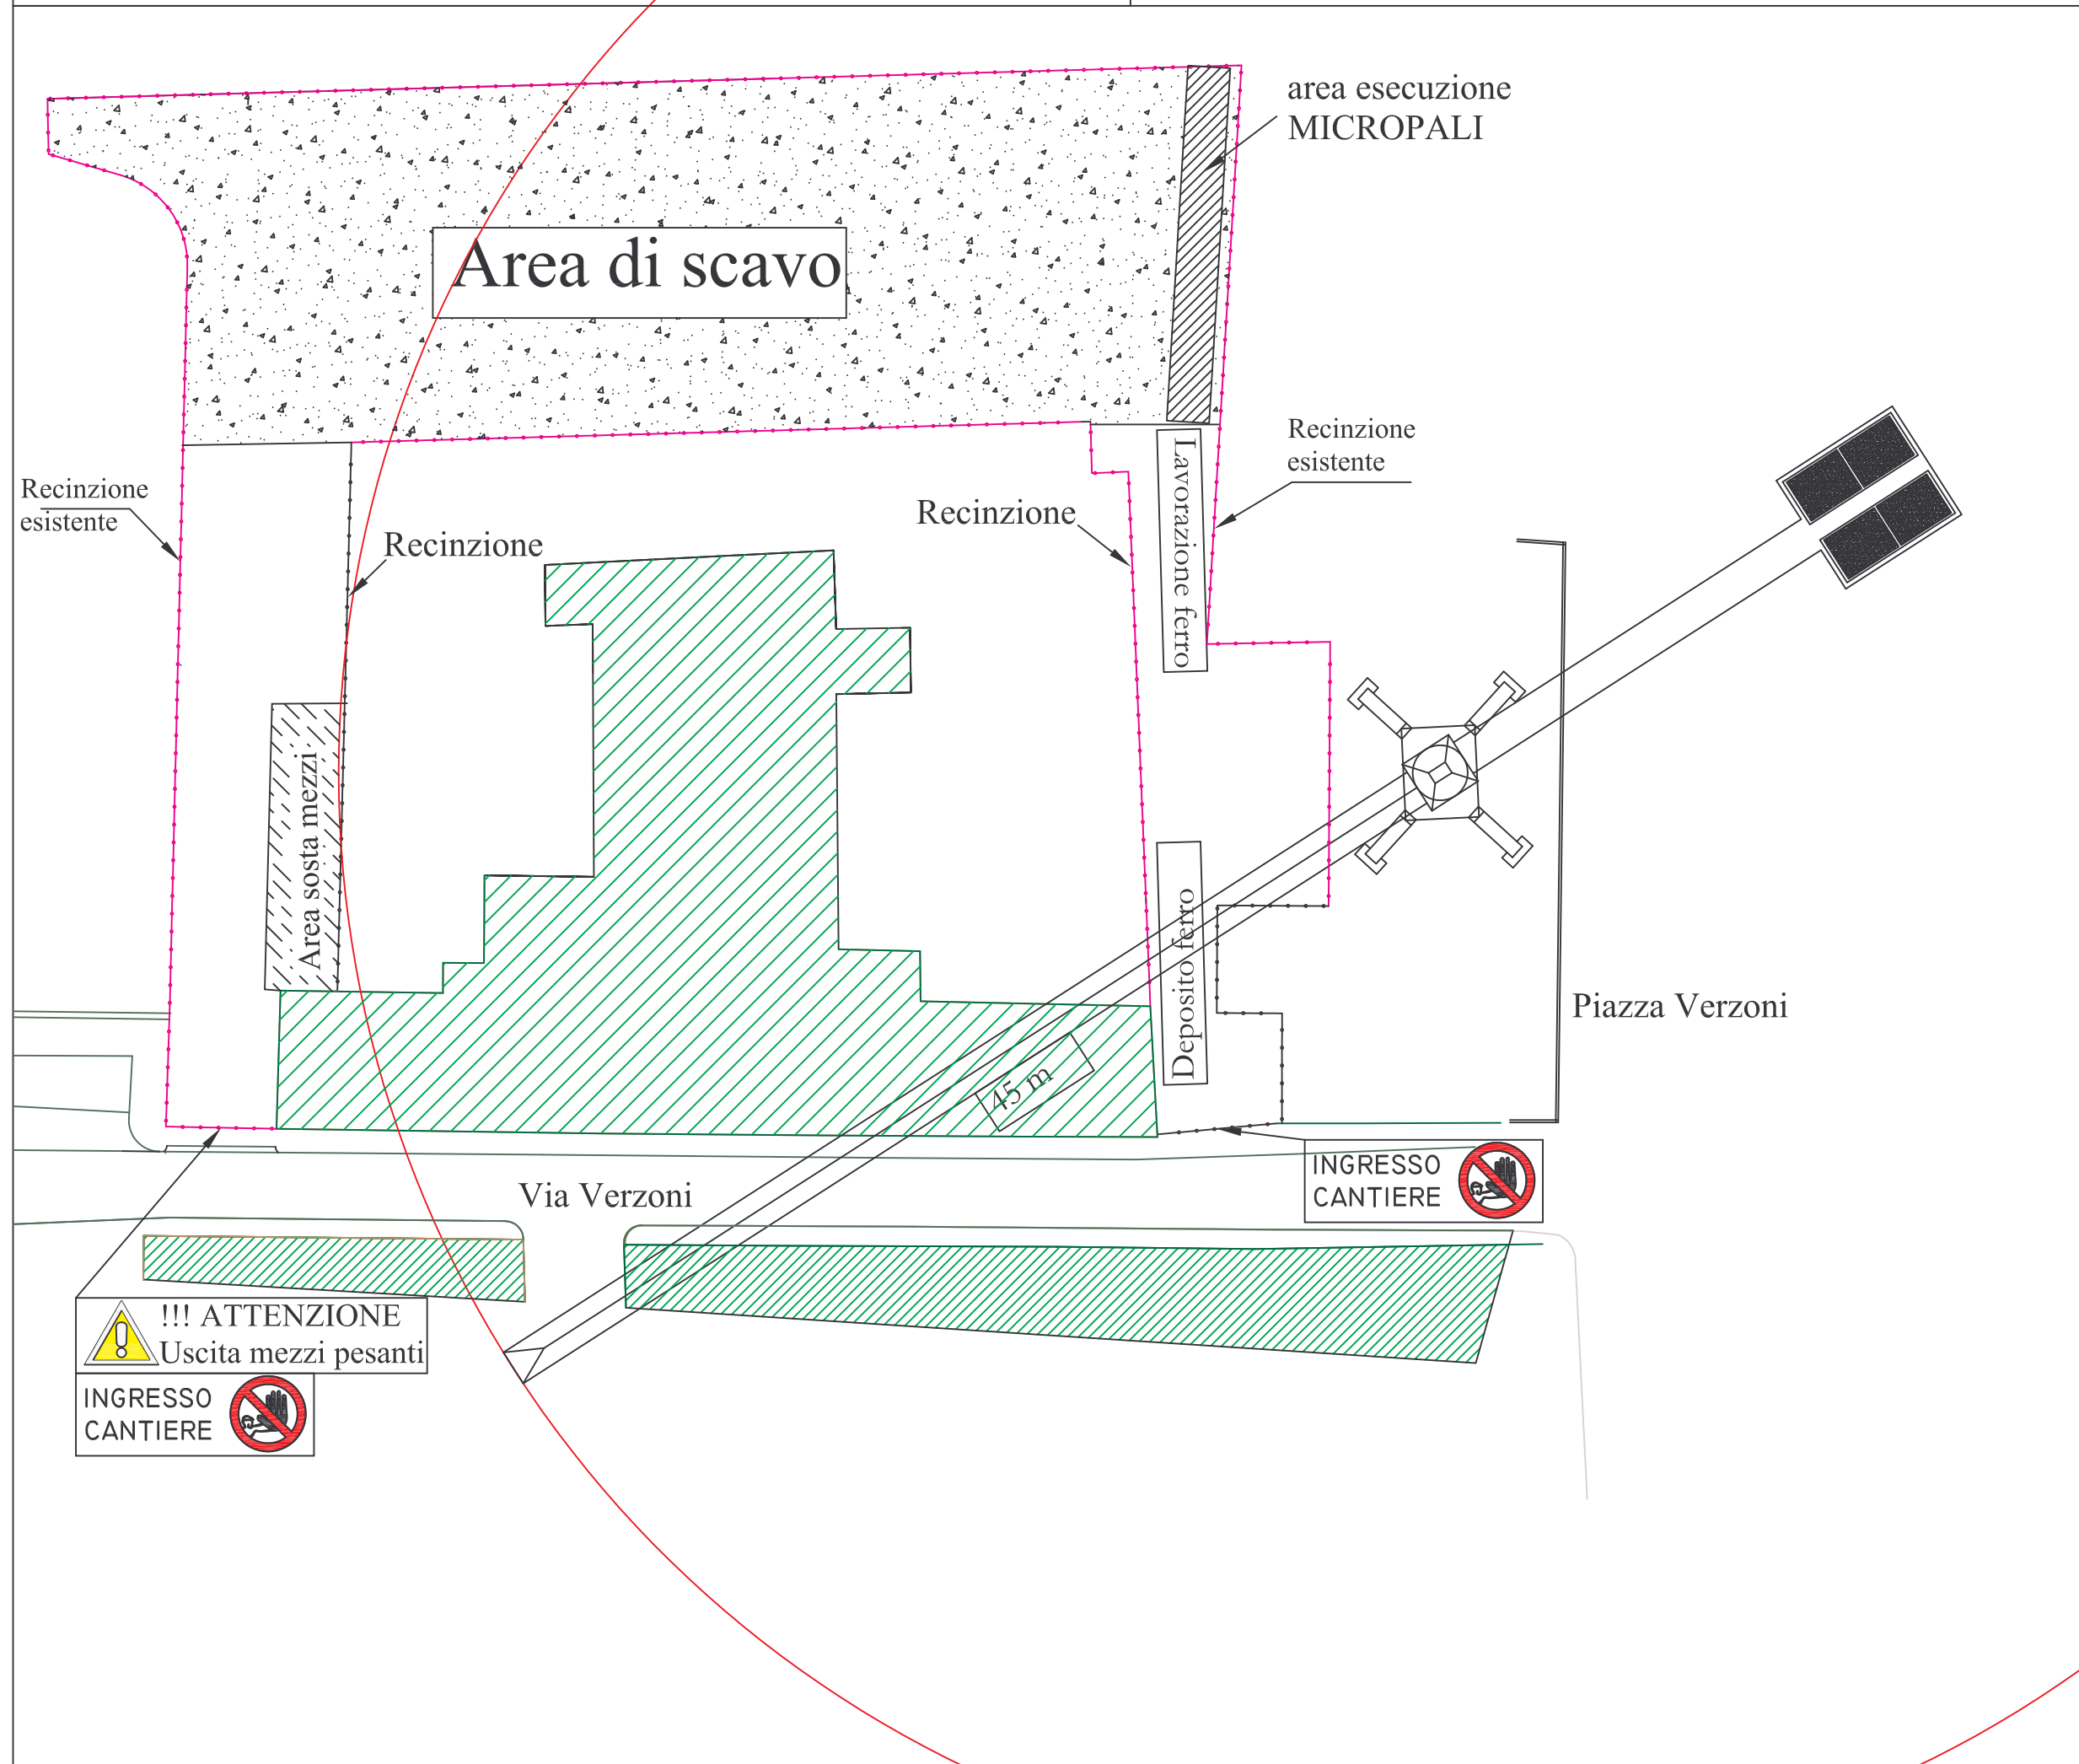 area esecuzione
MICROPALI
Area di scavo
Recinzione
esistente
Recinzione
esistente
Recinzione
Recinzione
Lavorazione ferro
Area sosta mezzi
Deposito ferro
Piazza Verzoni
45 m
INGRESSO
CANTIERE
Via Verzoni
!!! ATTENZIONE
Uscita mezzi pesanti
INGRESSO
CANTIERE